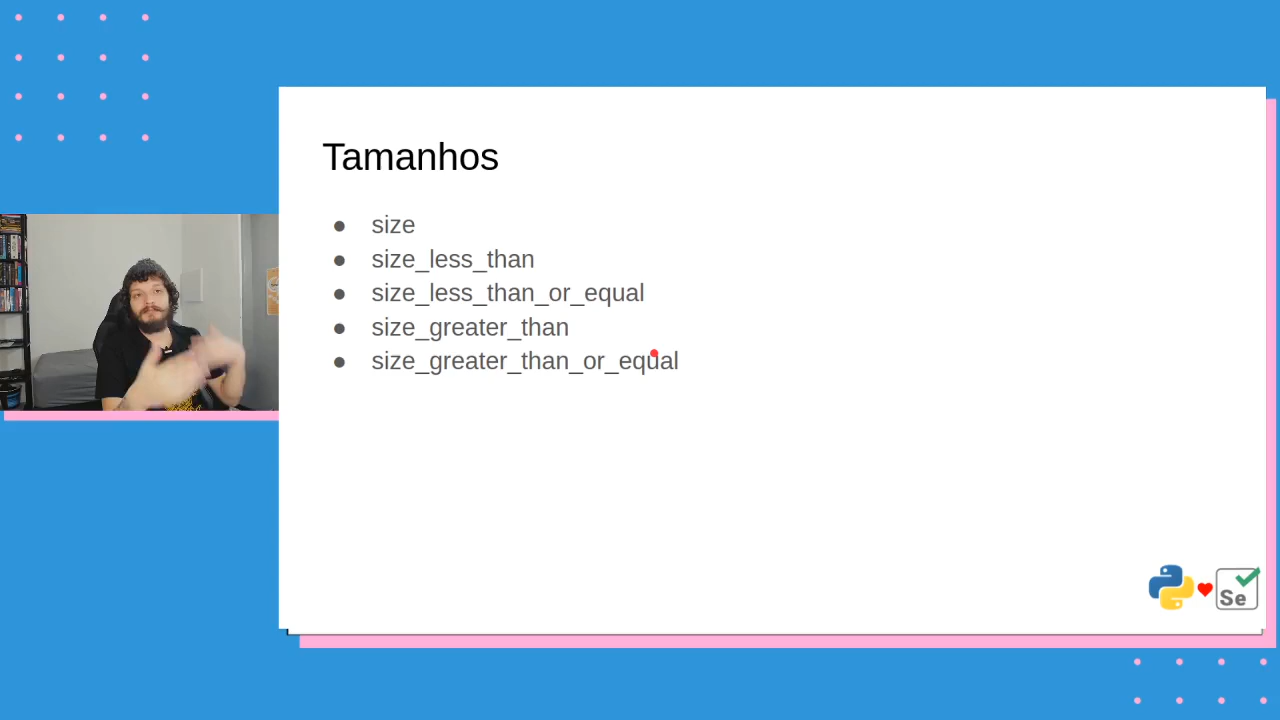 Tamanhos
● size
● size_less_than
● size_less_than_or_equal
● size_greater_than
● size_greater_than_or_equal
Se